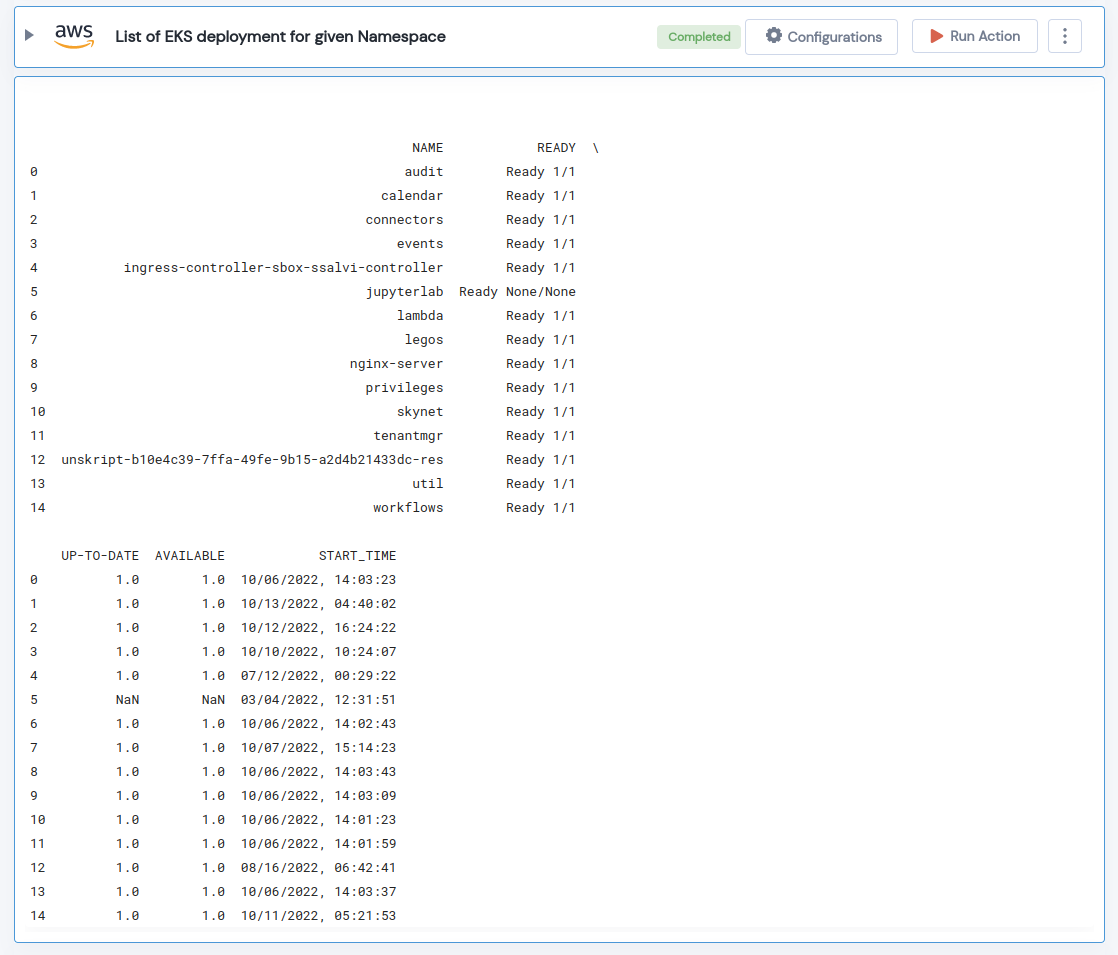 aws List of EKS deployment for given Namespace Completed Configurations Run Action
NAME READY \
0 audit Ready 1/1
1 calendar Ready 1/1
2 connectors Ready 1/1
3 events Ready 1/1
4 ingress-controller-sbox-ssalvi-controller Ready 1/1
5 jupyterlab Ready None/None
6 lambda Ready 1/1
7 legos Ready 1/1
8 nginx-server Ready 1/1
9 privileges Ready 1/1
10 skynet Ready 1/1
11 tenantmgr Ready 1/1
12 unskript-b10e4c39-7ffa-49fe-9b15-a2d4b21433dc-res Ready 1/1
13 util Ready 1/1
14 workflows Ready 1/1
UP-TO-DATE AVAILABLE START_TIME
0 1.0 1.0 10/06/2022, 14:03:23
1 1.0 1.0 10/13/2022, 04:40:02
2 1.0 1.0 10/12/2022, 16:24:22
3 1.0 1.0 10/10/2022, 10:24:07
4 1.0 1.0 07/12/2022, 00:29:22
5 NaN NaN 03/04/2022, 12:31:51
6 1.0 1.0 10/06/2022, 14:02:43
7 1.0 1.0 10/07/2022, 15:14:23
8 1.0 1.0 10/06/2022, 14:03:43
9 1.0 1.0 10/06/2022, 14:03:09
10 1.0 1.0 10/06/2022, 14:01:23
11 1.0 1.0 10/06/2022, 14:01:59
12 1.0 1.0 08/16/2022, 06:42:41
13 1.0 1.0 10/06/2022, 14:03:37
14 1.0 1.0 10/11/2022, 05:21:53